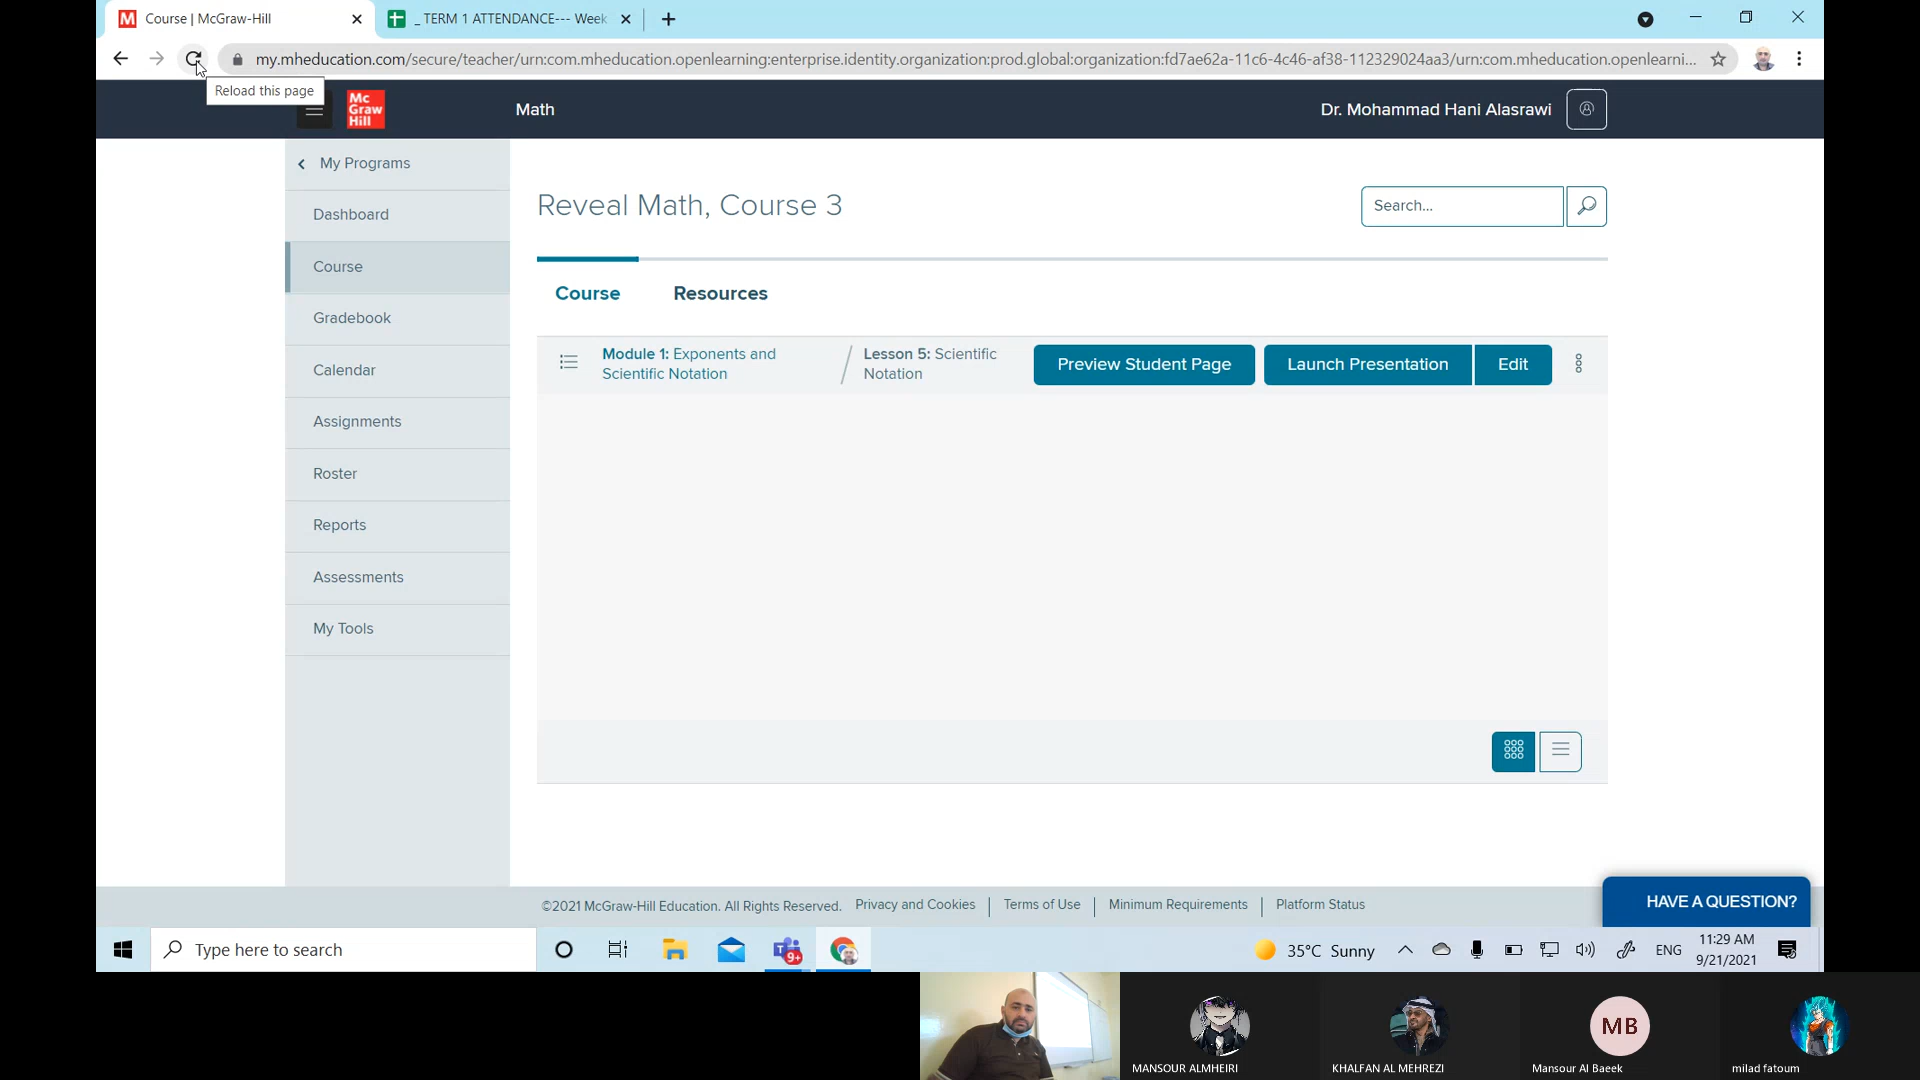 Course | McGraw-Hill
_ TERM 1 ATTENDANCE--- Week
my.mheducation.com/secure/teacher/urn:com.mheducation.openlearning:enterprise.identity.organization:prod.global:organization:fd7ae62a-11c6-4c46-af38-112329024aa3/urn:com.mheducation.openlearni...
Reload this page
Mc
Graw
Hill
Math
Dr. Mohammad Hani Alasrawi
My Programs
Dashboard
Course
Gradebook
Calendar
Assignments
Roster
Reports
Assessments
My Tools
Reveal Math, Course 3
Search...
Course
Resources
Module 1: Exponents and
Scientific Notation
Lesson 5: Scientific
Notation
Preview Student Page
Launch Presentation
Edit
©2021 McGraw-Hill Education. All Rights Reserved.
Privacy and Cookies
Terms of Use
Minimum Requirements
Platform Status
HAVE A QUESTION?
Type here to search
9+
35°C Sunny
ENG
11:29 AM
9/21/2021
MB
MANSOUR ALMHEIRI
KHALFAN AL MEHREZI
Mansour Al Baeek
milad fatoum